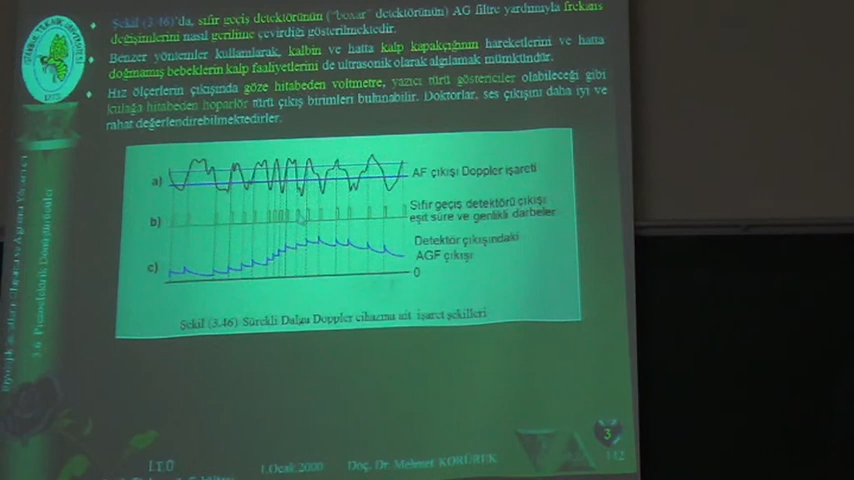 Şekil (3.46)'da, sıfır geçiş detektörünün ("boxar" detektörünün) AG filtre yardımıyla frekans
değişimlerini nasıl gerilime çevirdiği gösterilmektedir.
Benzer yöntemler kullanılarak, kalbin ve hatta kalp kapakçığının hareketlerini ve hatta
doğmamış bebeklerin kalp faaliyetlerini de ultrasonik olarak algılamak mümkündür.
Hız ölçerlerin çıkışında göze hitabeden voltmetre, yazıcı türü göstericiler olabileceği gibi
kulağa hitabeden hoparlör türü çıkış birimleri bulunabilir. Doktorlar, ses çıkışını daha iyi ve
rahat değerlendirebilmektedirler.
a)
AF çıkışı Doppler işareti
b)
Sıfır geçiş detektörü çıkışı
eşit süre ve genlikli darbeler
c)
Detektör çıkışındaki
AGF çıkışı
0
Şekil (3.46) Sürekli Dalga Doppler cihazına ait işaret şekilleri
3.6 Piezoelektrik Dönüştürücüler
3
112
İ.T.Ü
1 Ocak 2000
Doç. Dr. Mehmet KORÜREK